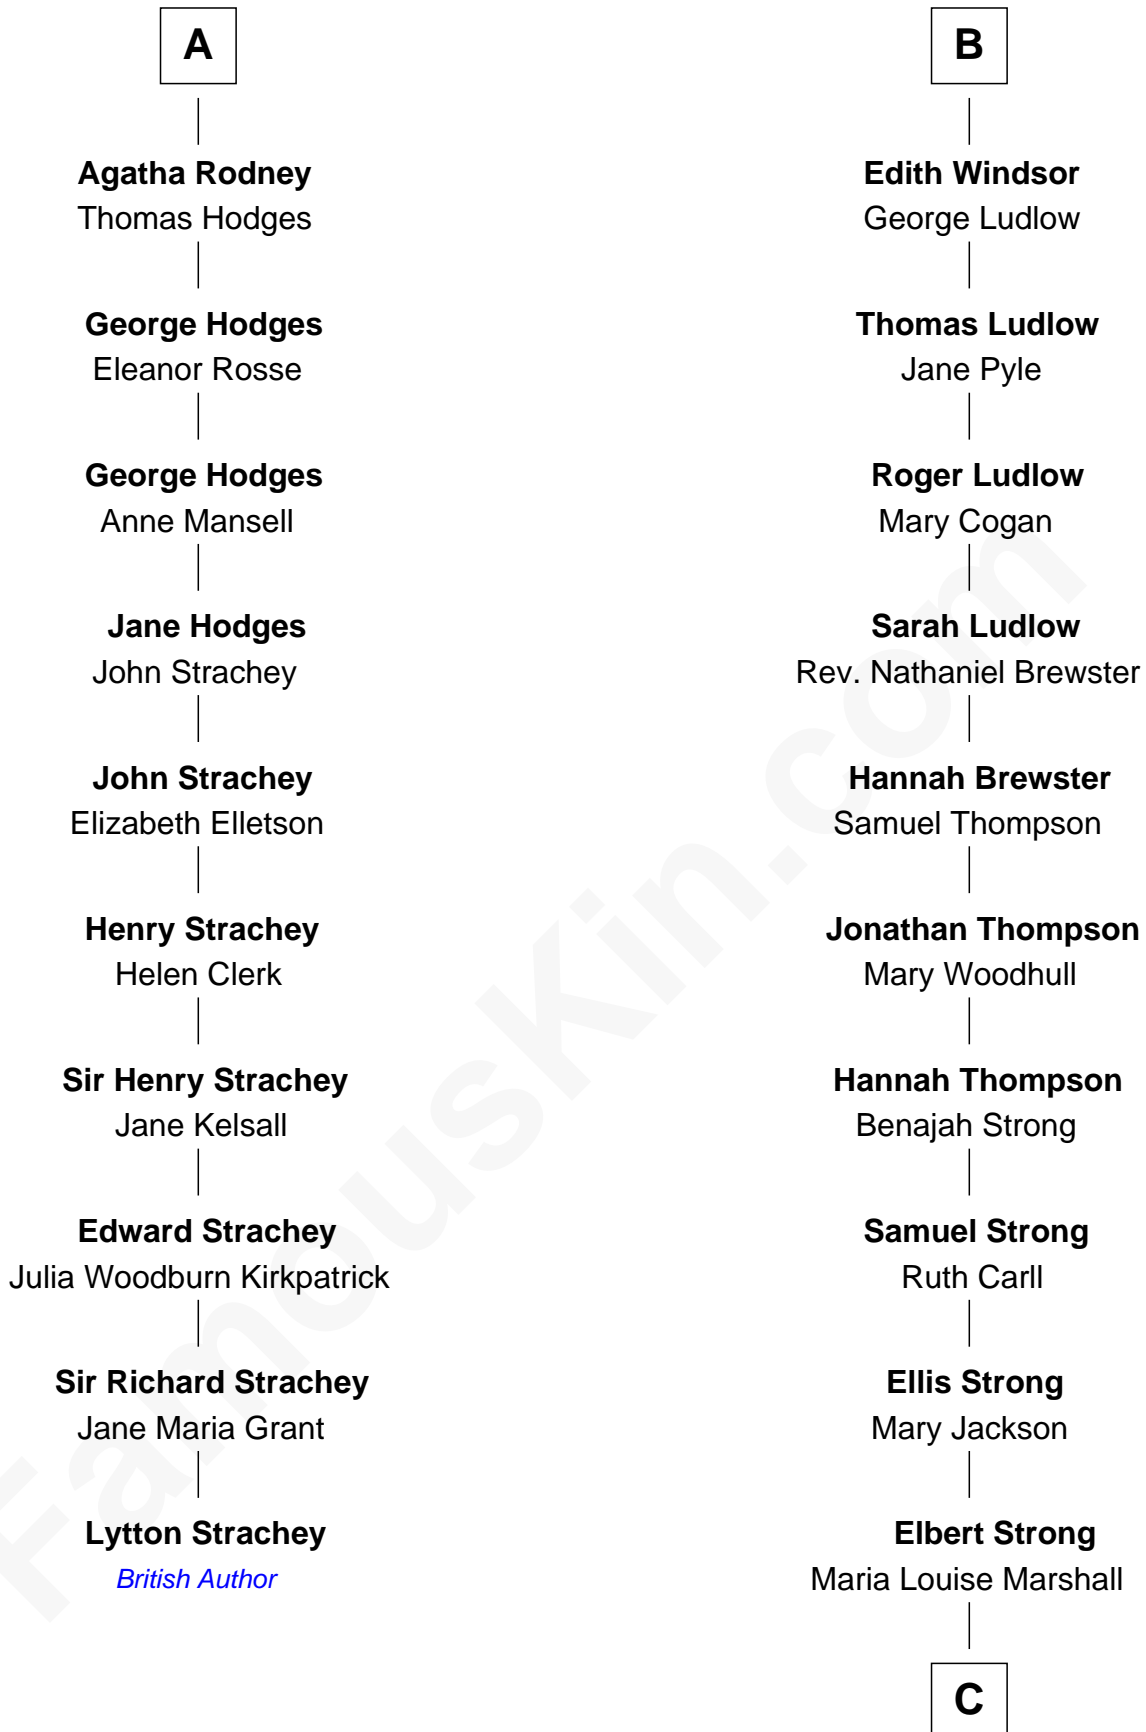 A
Agatha Rodney
Thomas Hodges
George Hodges
Eleanor Rosse
George Hodges
Anne Mansell
Jane Hodges
John Strachey
John Strachey
Elizabeth Elletson
Henry Strachey
Helen Clerk
Sir Henry Strachey
Jane Kelsall
Edward Strachey
Julia Woodburn Kirkpatrick
Sir Richard Strachey
Jane Maria Grant
Lytton Strachey
British Author
B
Edith Windsor
George Ludlow
Thomas Ludlow
Jane Pyle
Roger Ludlow
Mary Cogan
Sarah Ludlow
Rev. Nathaniel Brewster
Hannah Brewster
Samuel Thompson
Jonathan Thompson
Mary Woodhull
Hannah Thompson
Benajah Strong
Samuel Strong
Ruth Carll
Ellis Strong
Mary Jackson
Elbert Strong
Maria Louise Marshall
C
FamousKin.com